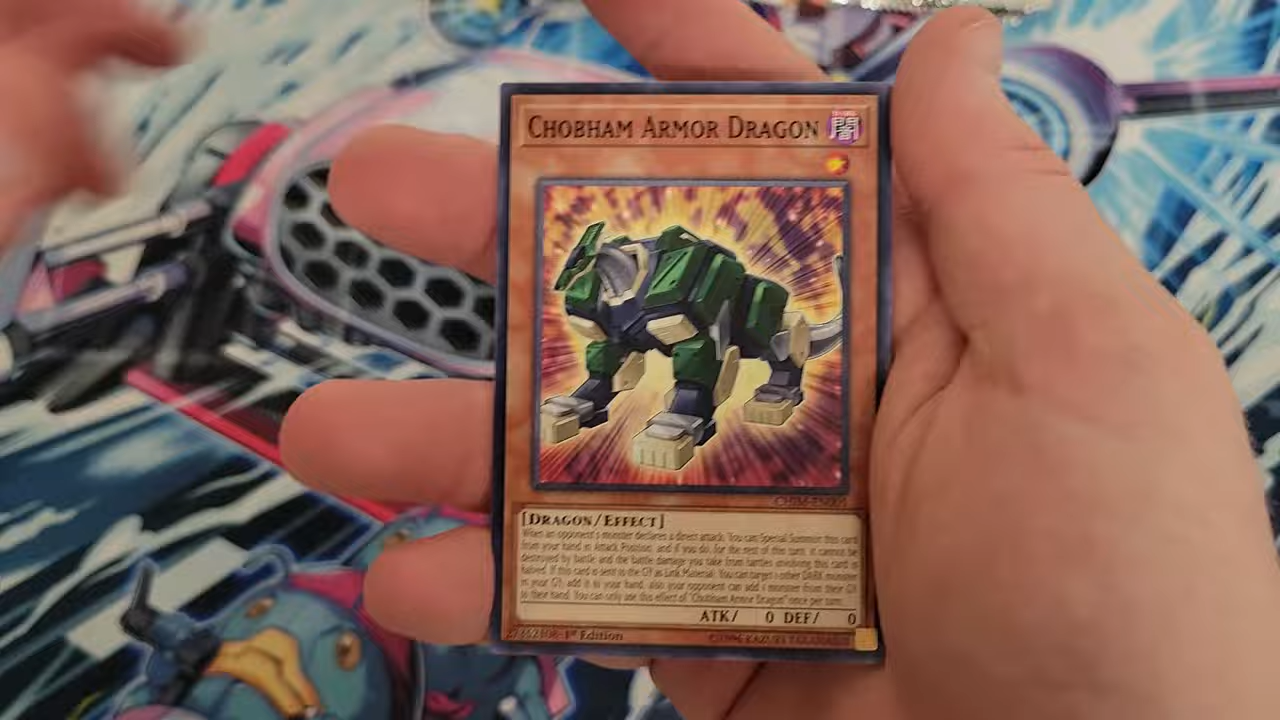 CHOBHAM ARMOR DRAGON
闇
[DRAGON/EFFECT]
When an opponent's monster declares a direct attack: You can Special Summon this card
from your hand in Attack Position, and if you do, for the rest of this turn, it cannot be
destroyed by battle and the battle damage you take from battles involving this card is
halved. If this card is sent to the GY as Link Material: You can target 1 other DARK monster
in your GY; add it to your hand, also your opponent can add 1 monster from their GY
to their hand. You can only use this effect of "Chobham Armor Dragon" once per turn.
ATK/ 0 DEF/ 0
1st Edition
©1996 KAZUKI TAKAHASHI